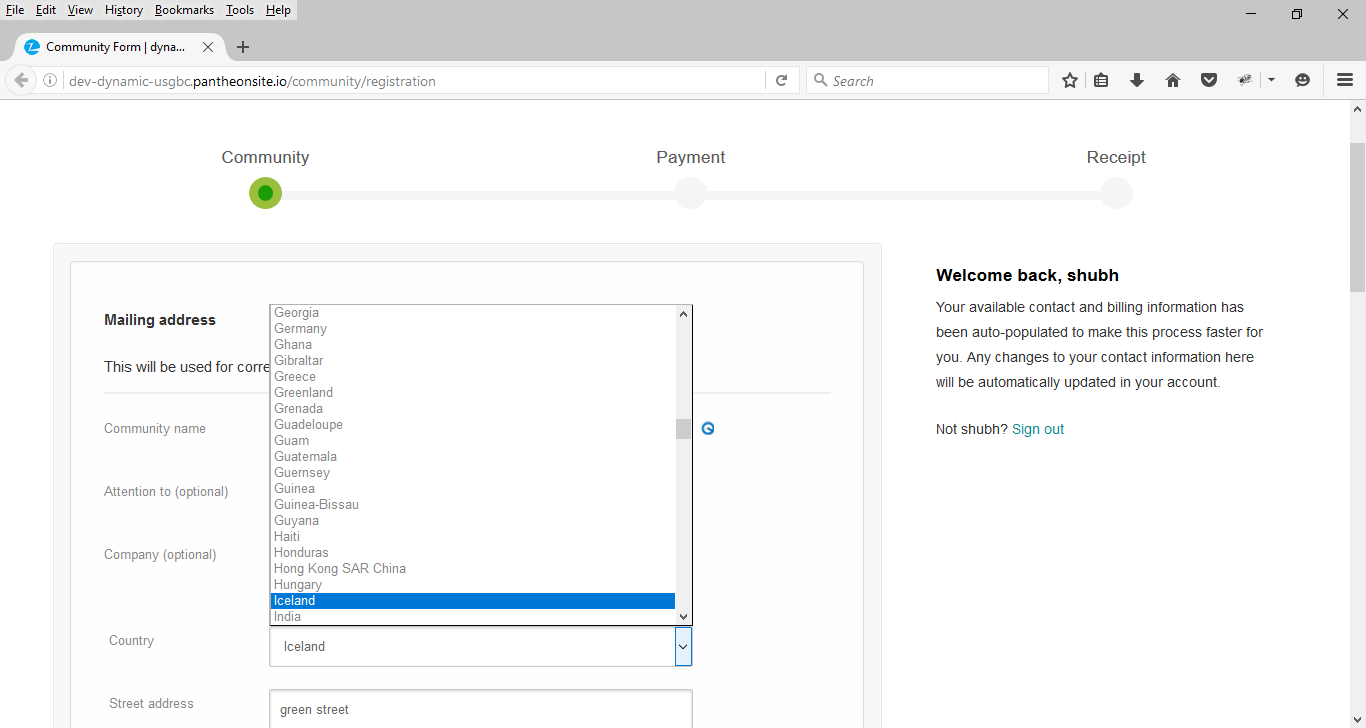 File Edit View History Bookmarks Tools Help
Community Form | dyna...
dev-dynamic-usgbc.pantheonsite.io/community/registration
Search
Community
Payment
Receipt
Welcome back, shubh
Your available contact and billing information has
been auto-populated to make this process faster for
you. Any changes to your contact information here
will be automatically updated in your account.
Not shubh? Sign out
Mailing address
This will be used for corre
Community name
Attention to (optional)
Company (optional)
Georgia
Germany
Ghana
Gibraltar
Greece
Greenland
Grenada
Guadeloupe
Guam
Guatemala
Guernsey
Guinea
Guinea-Bissau
Guyana
Haiti
Honduras
Hong Kong SAR China
Hungary
Iceland
India
Country
Iceland
Street address
green street